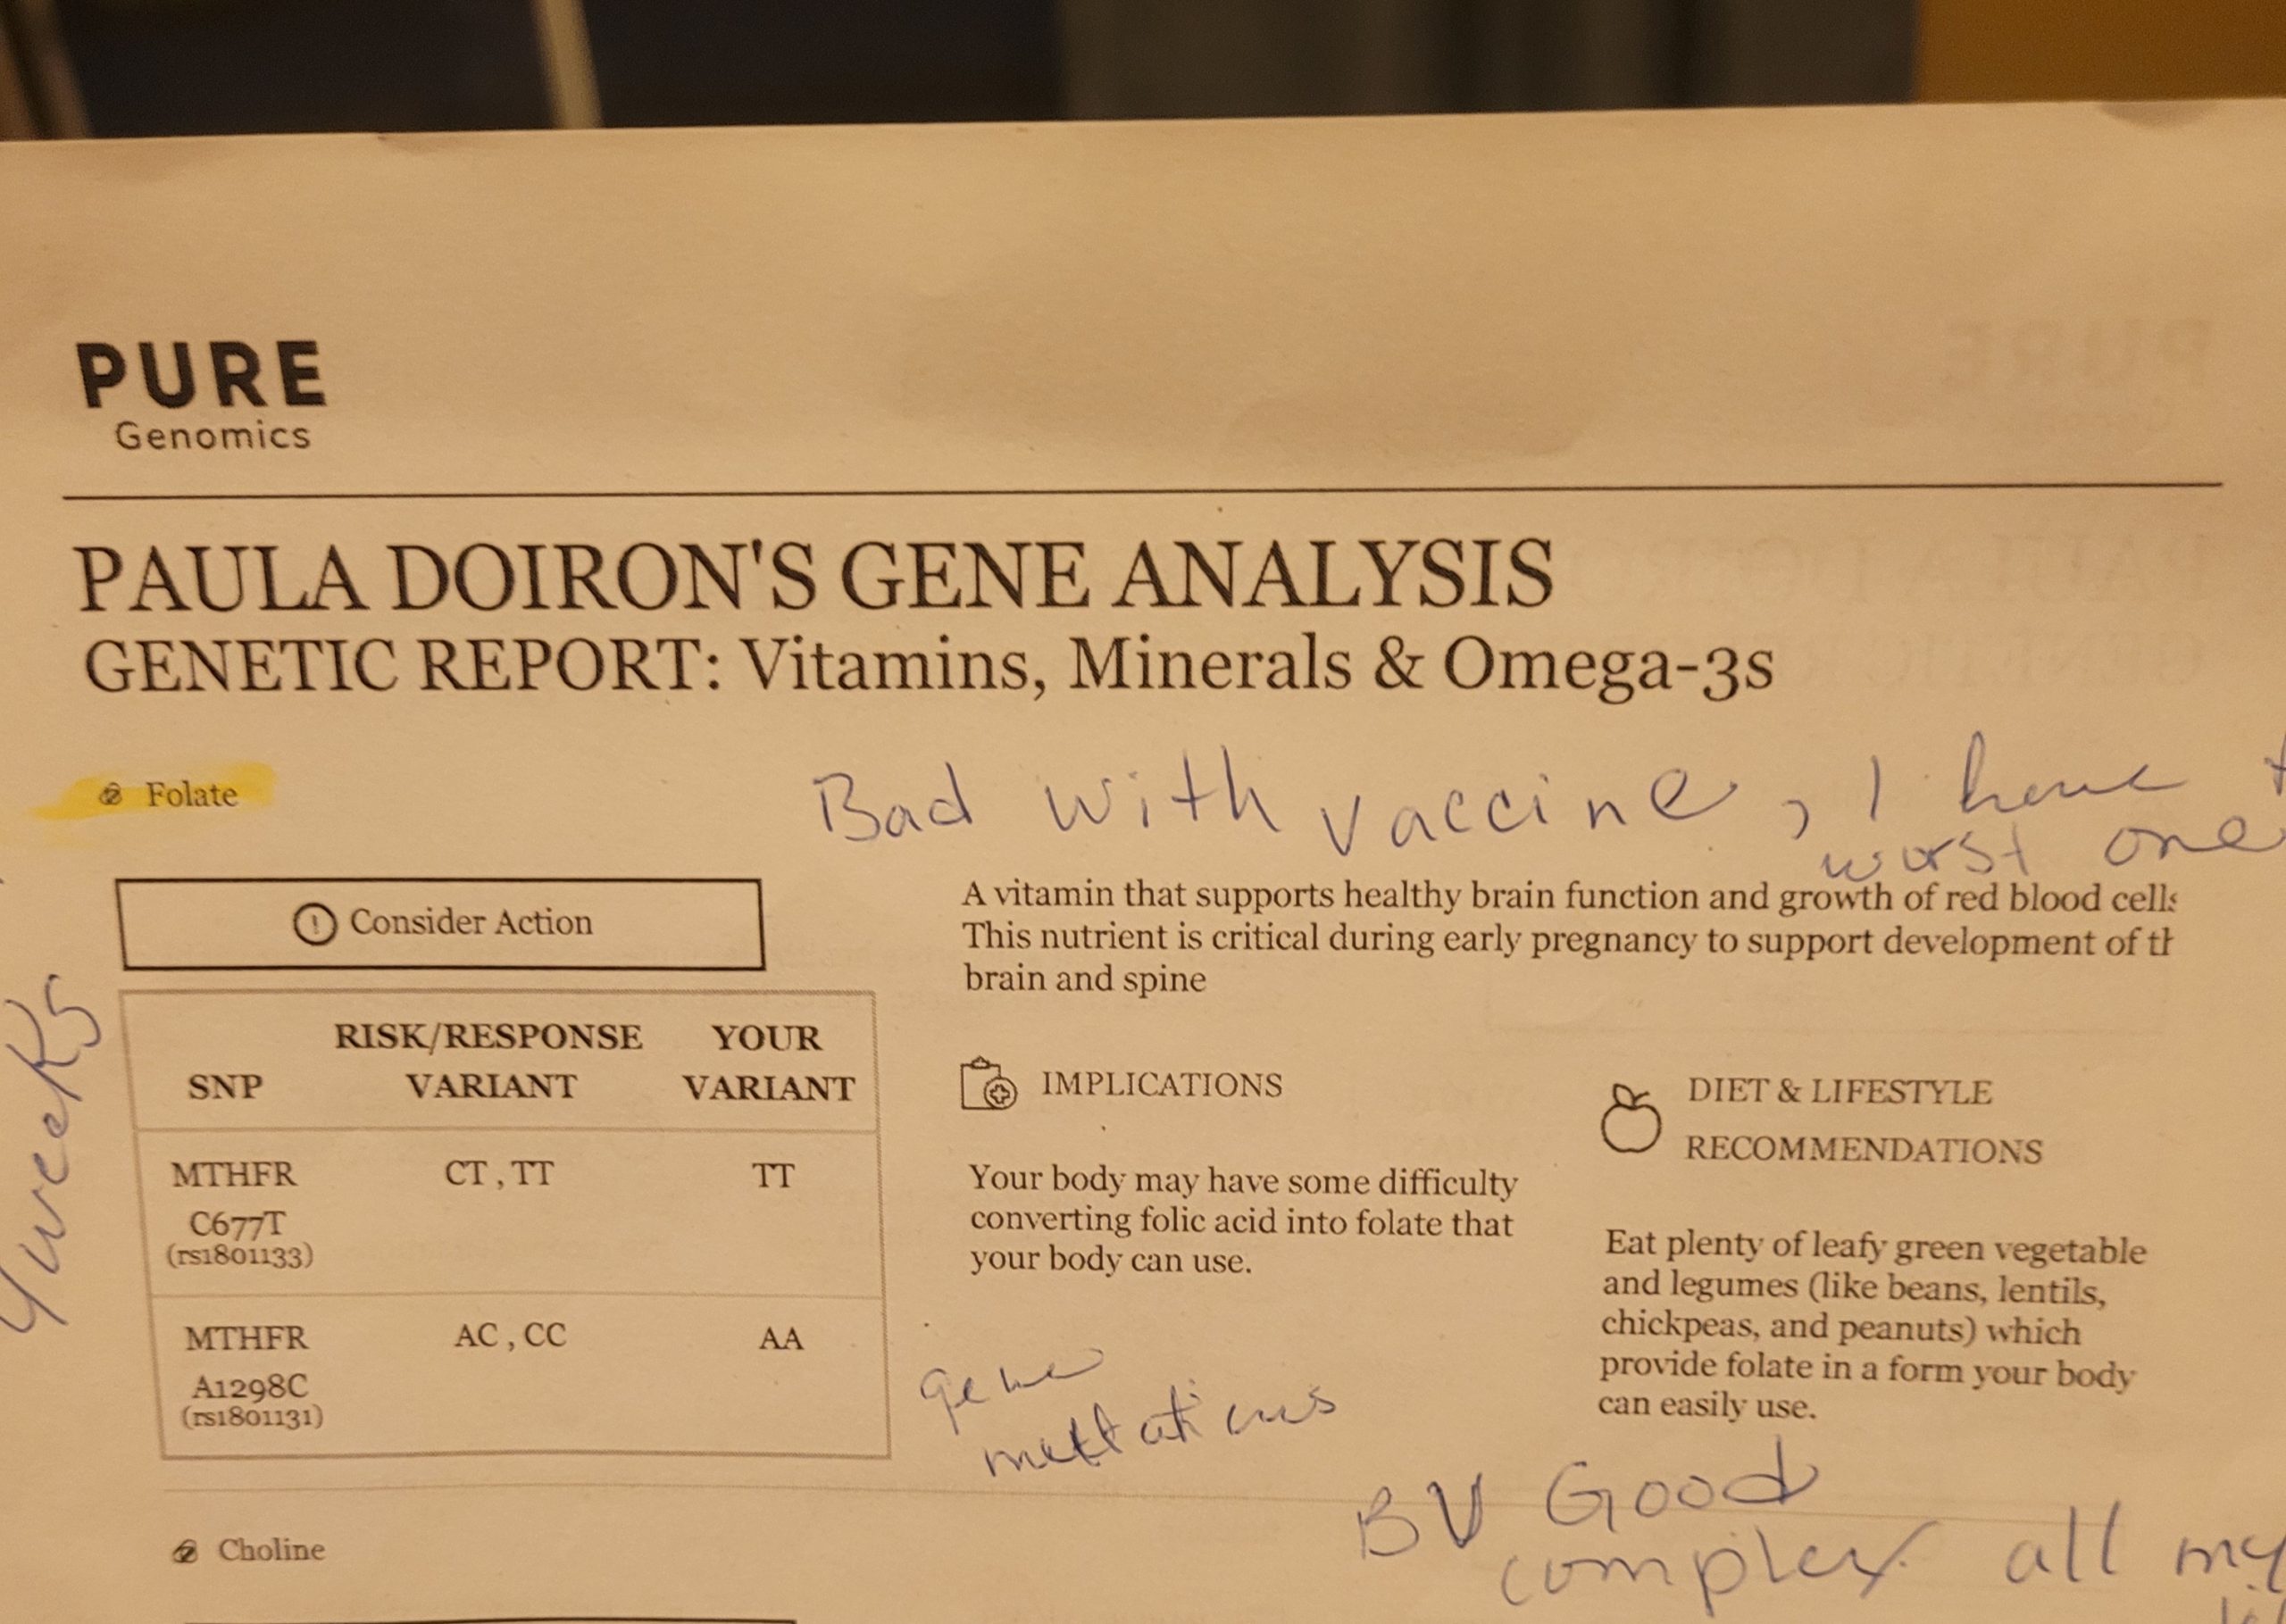 PURE
Genomics
PAULA DOIRON'S GENE ANALYSIS
GENETIC REPORT: Vitamins, Minerals & Omega-3s
Folate
Bad with vaccine, I have
worst one
Consider Action
A vitamin that supports healthy brain function and growth of red blood cells
This nutrient is critical during early pregnancy to support development of th
brain and spine
SNP
RISK/RESPONSE
VARIANT
YOUR
VARIANT
MTHFR
C677T
(rs1801133)
CT , TT
TT
MTHFR
A1298C
(rs1801131)
AC , CC
AA
IMPLICATIONS
Your body may have some difficulty
converting folic acid into folate that
your body can use.
DIET & LIFESTYLE
RECOMMENDATIONS
Eat plenty of leafy green vegetable
and legumes (like beans, lentils,
chickpeas, and peanuts) which
provide folate in a form your body
can easily use.
weeks
gene
Good
complex all my
Choline